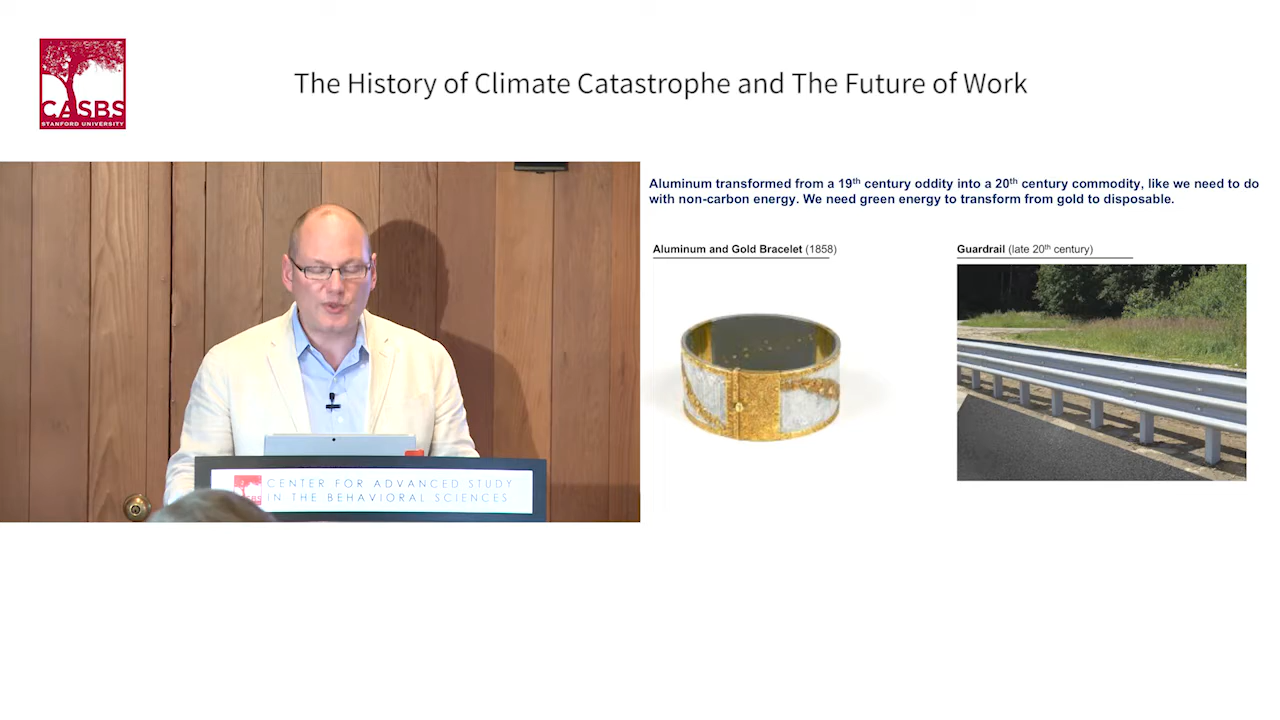 CASBS
STANFORD UNIVERSITY
The History of Climate Catastrophe and The Future of Work
Aluminum transformed from a 19th century oddity into a 20th century commodity, like we need to do
with non-carbon energy. We need green energy to transform from gold to disposable.
Aluminum and Gold Bracelet (1858)
Guardrail (late 20th century)
CENTER FOR ADVANCED STUDY
IN THE BEHAVIORAL SCIENCES